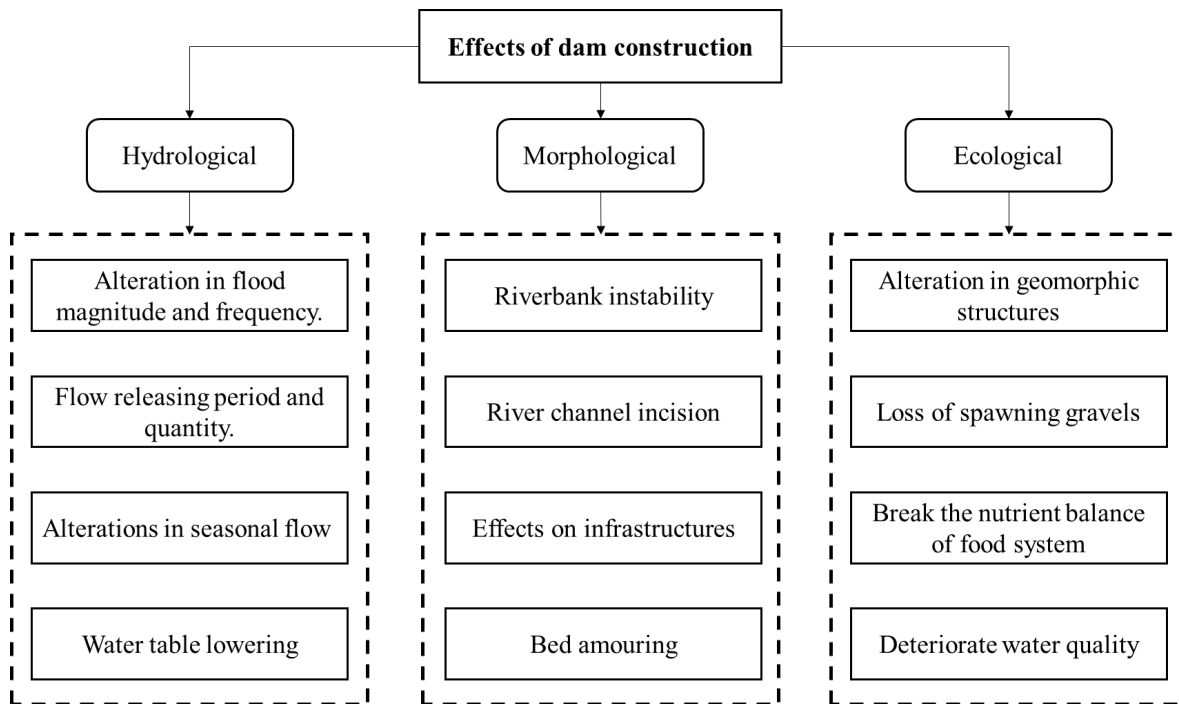 Effects of dam construction
Hydrological
Morphological
Ecological
Alteration in flood
magnitude and frequency.
Flow releasing period and
quantity.
Alterations in seasonal flow
Water table lowering
Riverbank instability
River channel incision
Effects on infrastructures
Bed amouring
Alteration in geomorphic
structures
Loss of spawning gravels
Break the nutrient balance
of food system
Deteriorate water quality